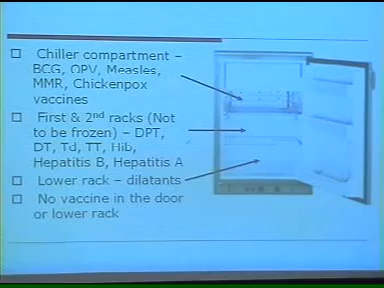 Chiller compartment –
BCG, OPV, Measles,
MMR, Chickenpox
vaccines
First & 2nd racks (Not
to be frozen) – DPT,
DT, Td, TT, Hib,
Hepatitis B, Hepatitis A
Lower rack – dilatants
No vaccine in the door
or lower rack